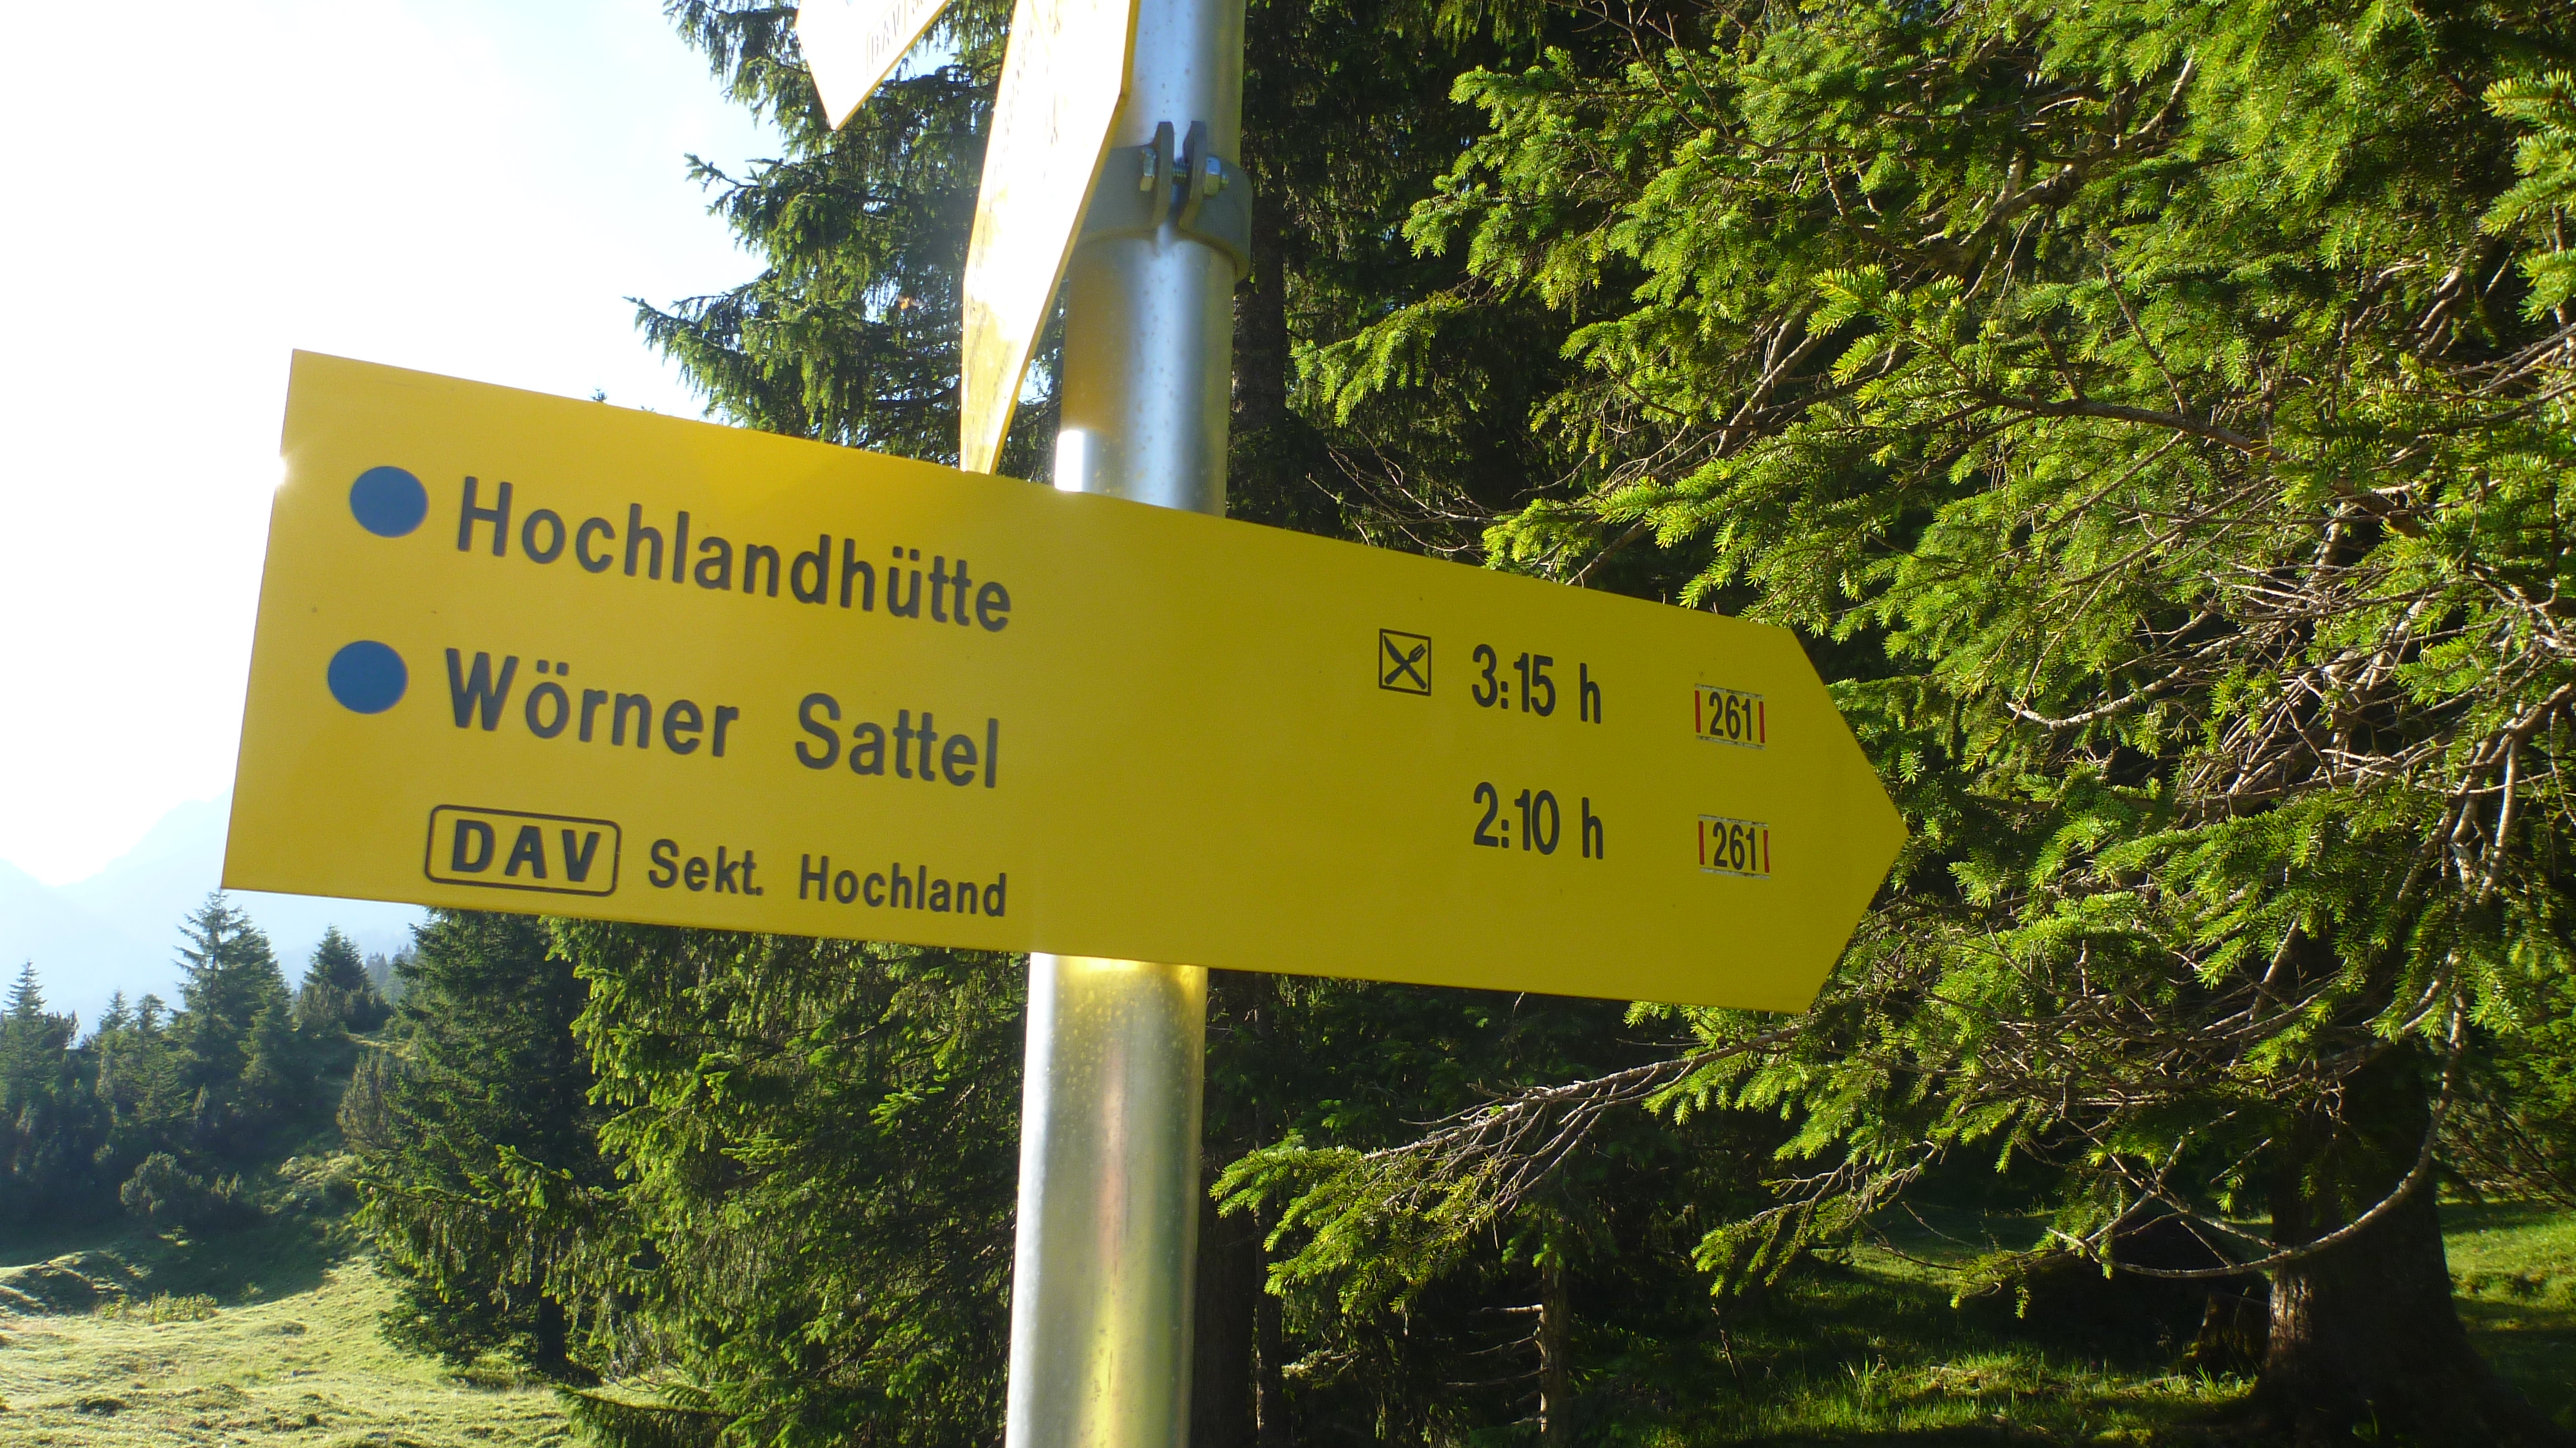 Hochlandhütte 3:15 h 261
Wörner Sattel 2:10 h 261
DAV Sekt. Hochland